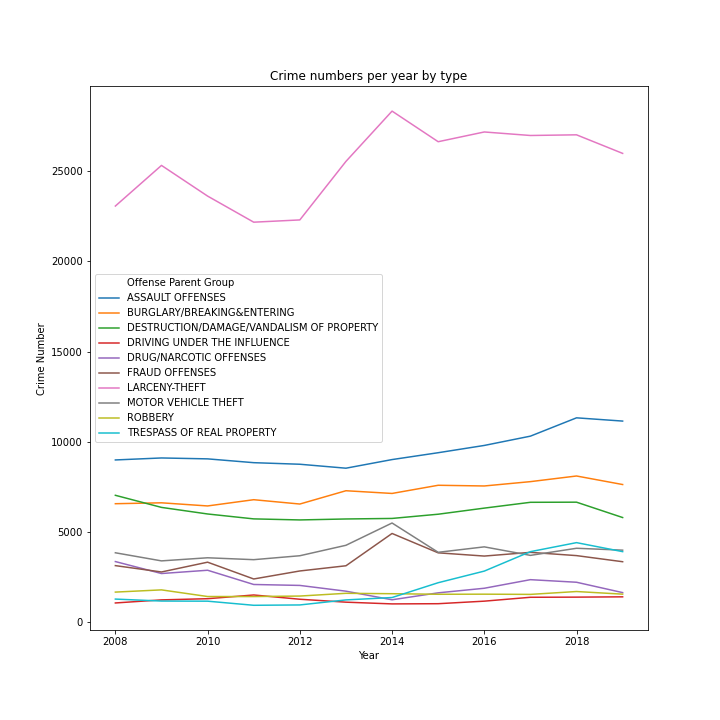 Crime numbers per year by type
25000
20000
15000
10000
5000
0
Crime Number
Offense Parent Group
ASSAULT OFFENSES
BURGLARY/BREAKING&ENTERING
DESTRUCTION/DAMAGE/VANDALISM OF PROPERTY
DRIVING UNDER THE INFLUENCE
DRUG/NARCOTIC OFFENSES
FRAUD OFFENSES
LARCENY-THEFT
MOTOR VEHICLE THEFT
ROBBERY
TRESPASS OF REAL PROPERTY
2008 2010 2012 2014 2016 2018
Year